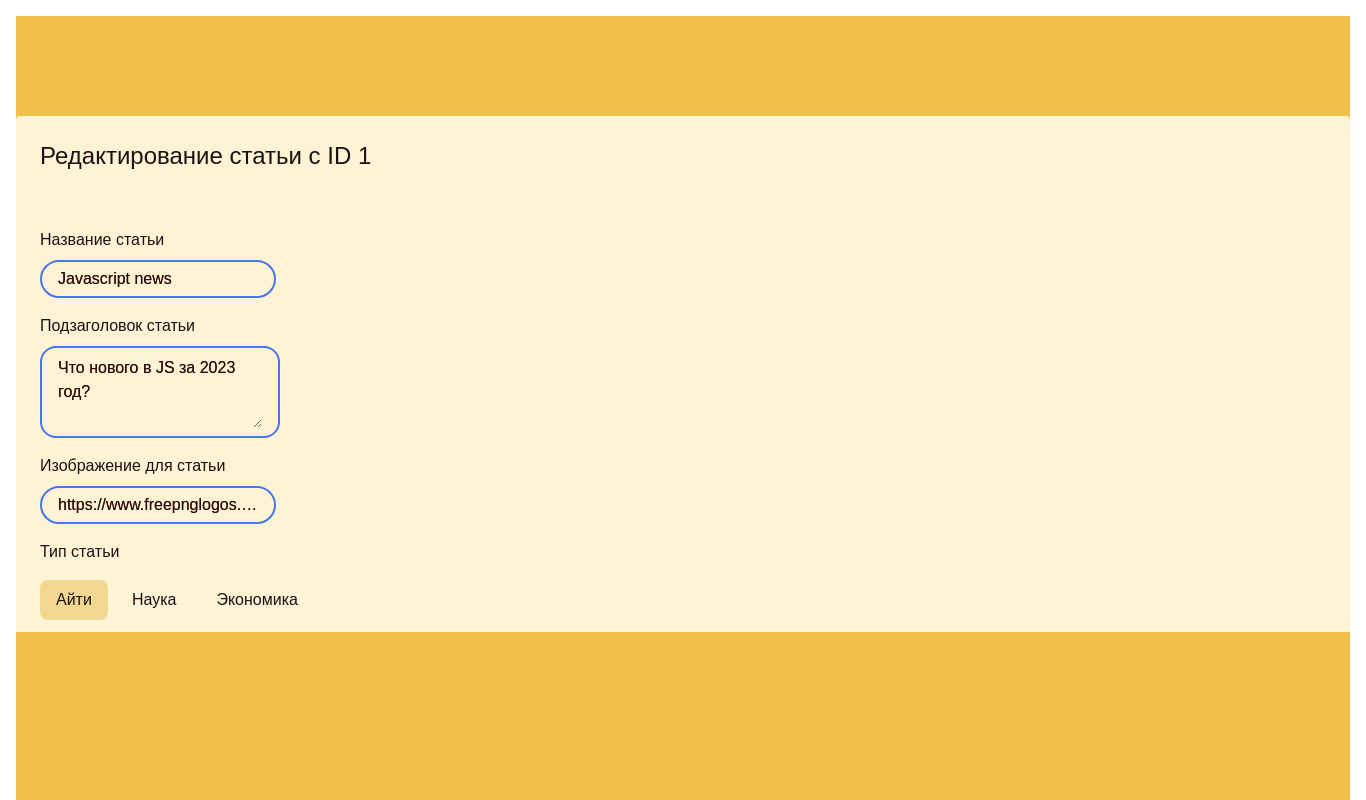 Редактирование статьи с ID 1
Название статьи
Javascript news
Подзаголовок статьи
Что нового в JS за 2023
год?
Изображение для статьи
https://www.freepnglogos.…
Тип статьи
Айти Наука Экономика